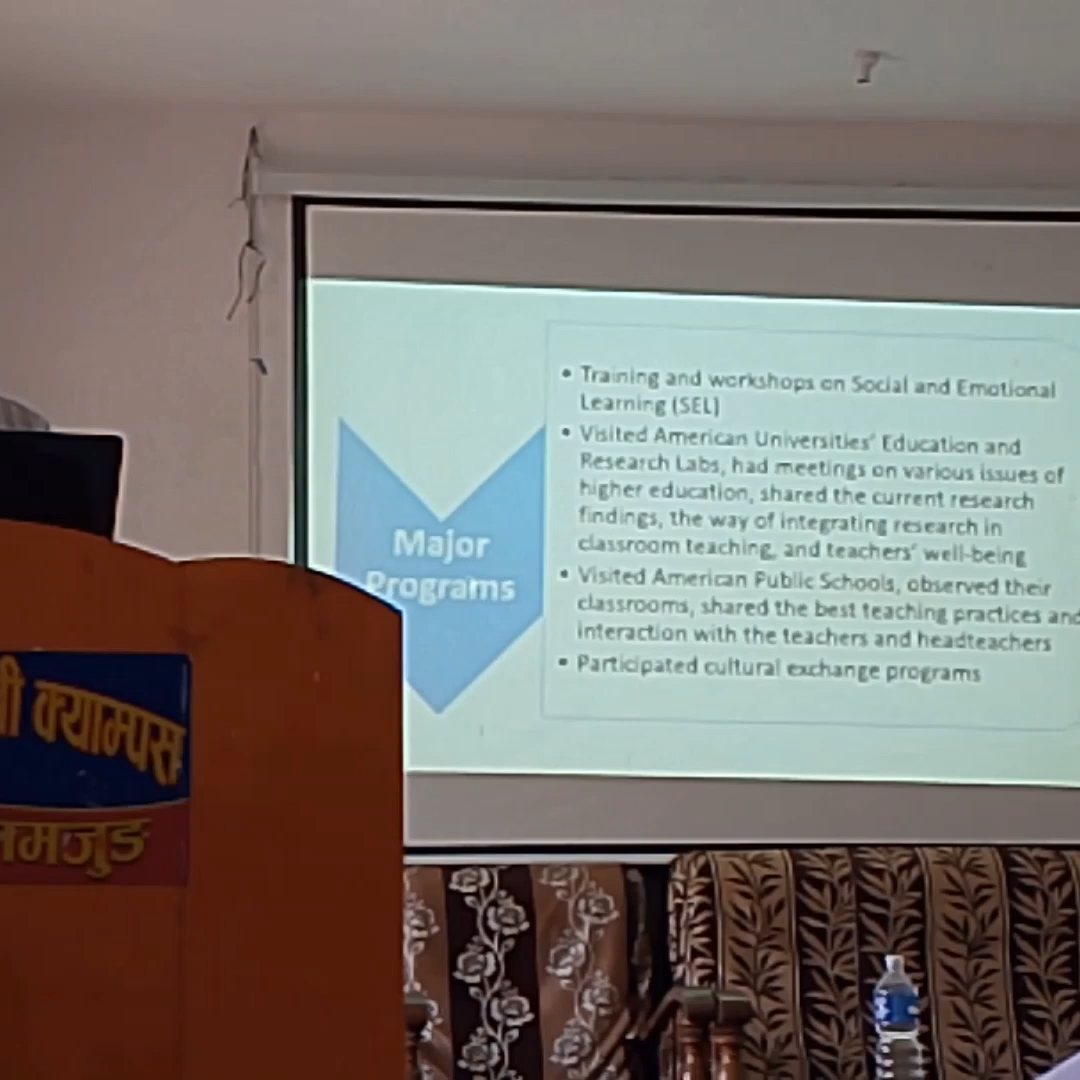 Major
Programs
• Training and workshops on Social and Emotional
Learning (SEL)
• Visited American Universities' Education and
Research Labs, had meetings on various issues of
higher education, shared the current research
findings, the way of integrating research in
classroom teaching, and teachers' well-being
• Visited American Public Schools, observed their
classrooms, shared the best teaching practices and
interaction with the teachers and headteachers
• Participated cultural exchange programs
क्याम्पस